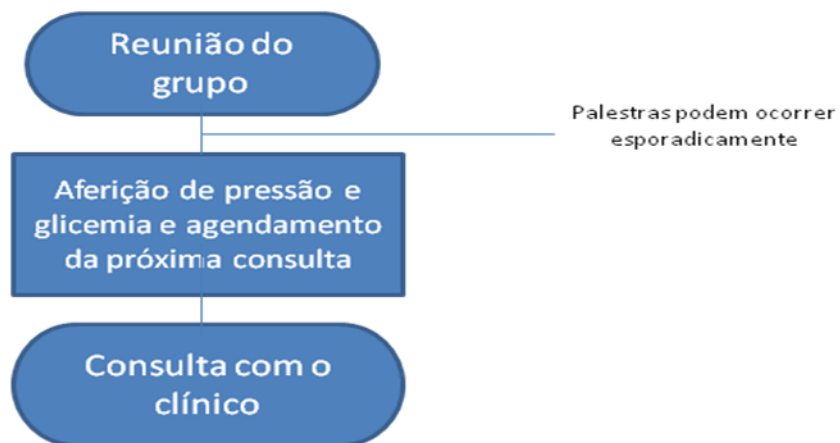 Reunião do
grupo
Palestras podem ocorrer
esporadicamente
Aferição de pressão e
glicemia e agendamento
da próxima consulta
Consulta com o
clínico